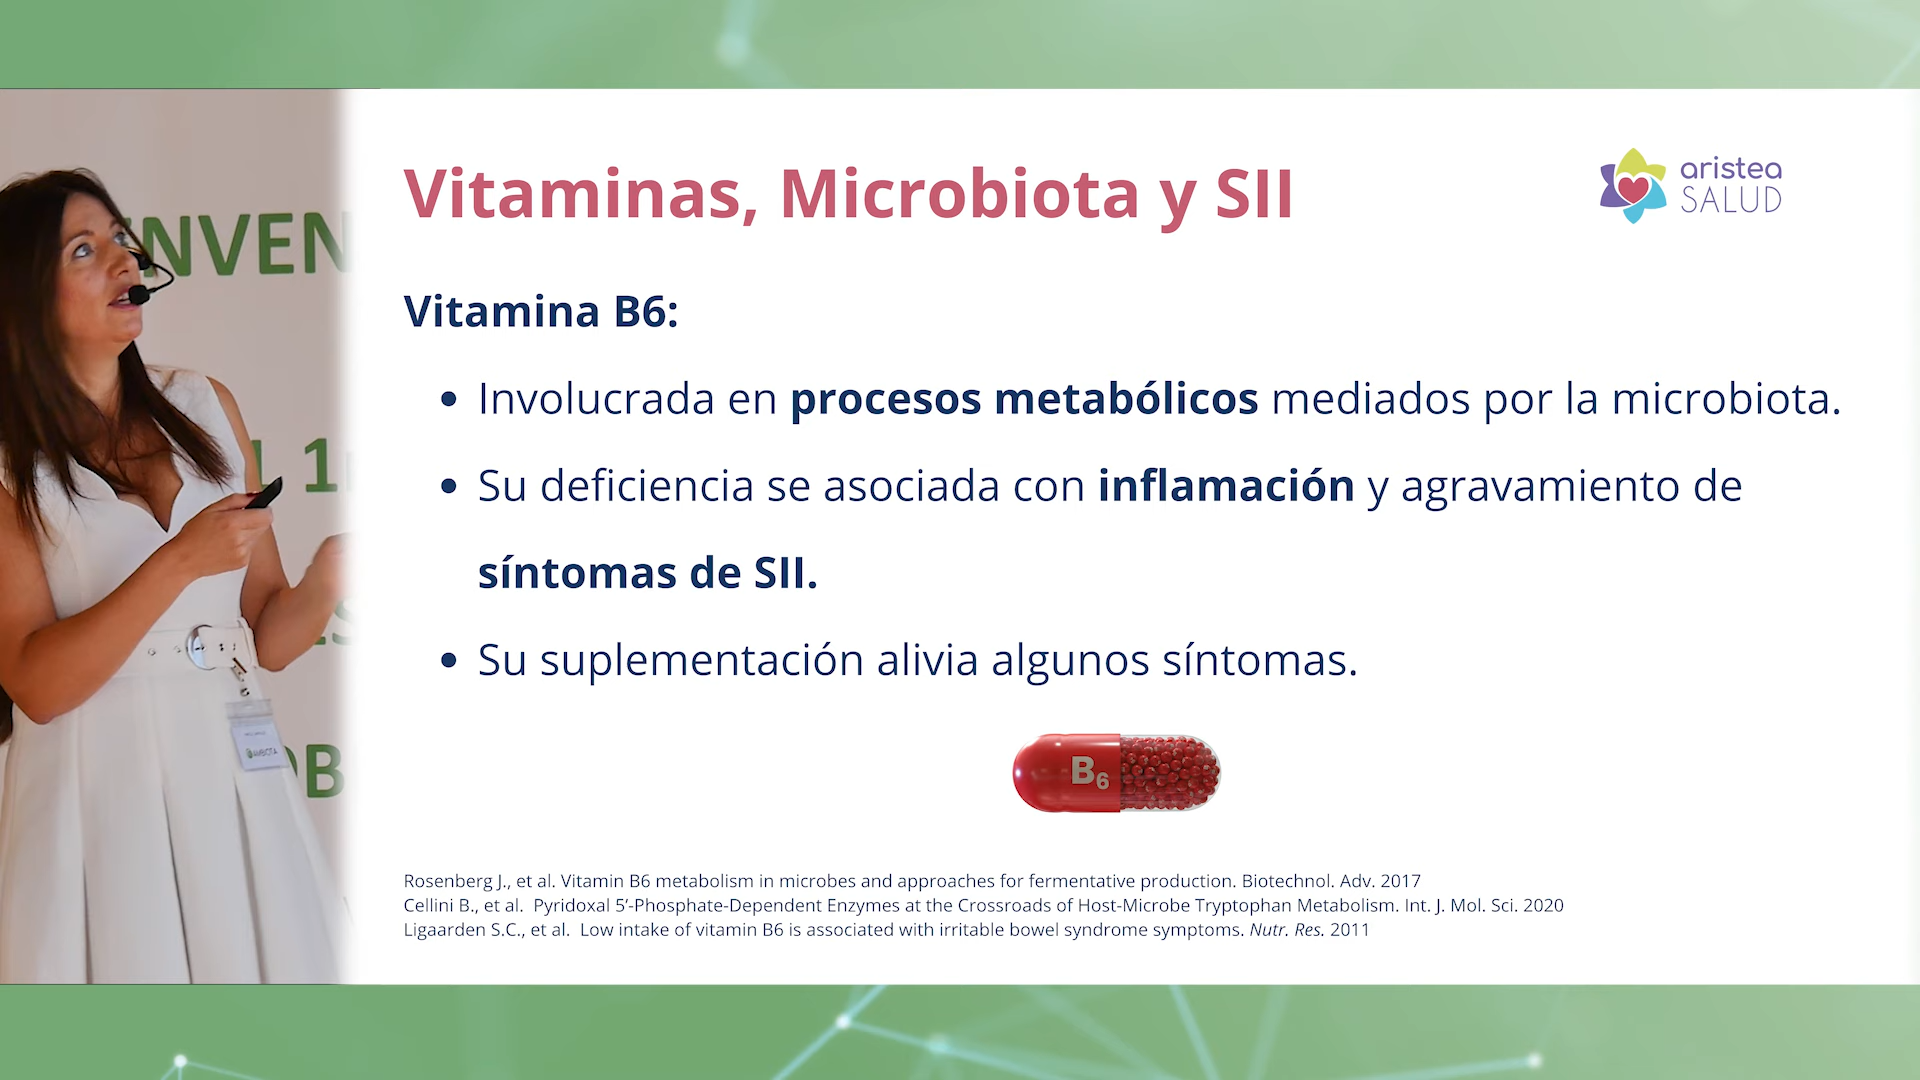 Vitaminas, Microbiota y SII
aristea
SALUD
Vitamina B6:
• Involucrada en procesos metabólicos mediados por la microbiota.
• Su deficiencia se asociada con inflamación y agravamiento de
síntomas de SII.
• Su suplementación alivia algunos síntomas.
B6
Rosenberg J., et al. Vitamin B6 metabolism in microbes and approaches for fermentative production. Biotechnol. Adv. 2017
Cellini B., et al. Pyridoxal 5’-Phosphate-Dependent Enzymes at the Crossroads of Host-Microbe Tryptophan Metabolism. Int. J. Mol. Sci. 2020
Ligaarden S.C., et al. Low intake of vitamin B6 is associated with irritable bowel syndrome symptoms. Nutr. Res. 2011
NVEN
1
OB